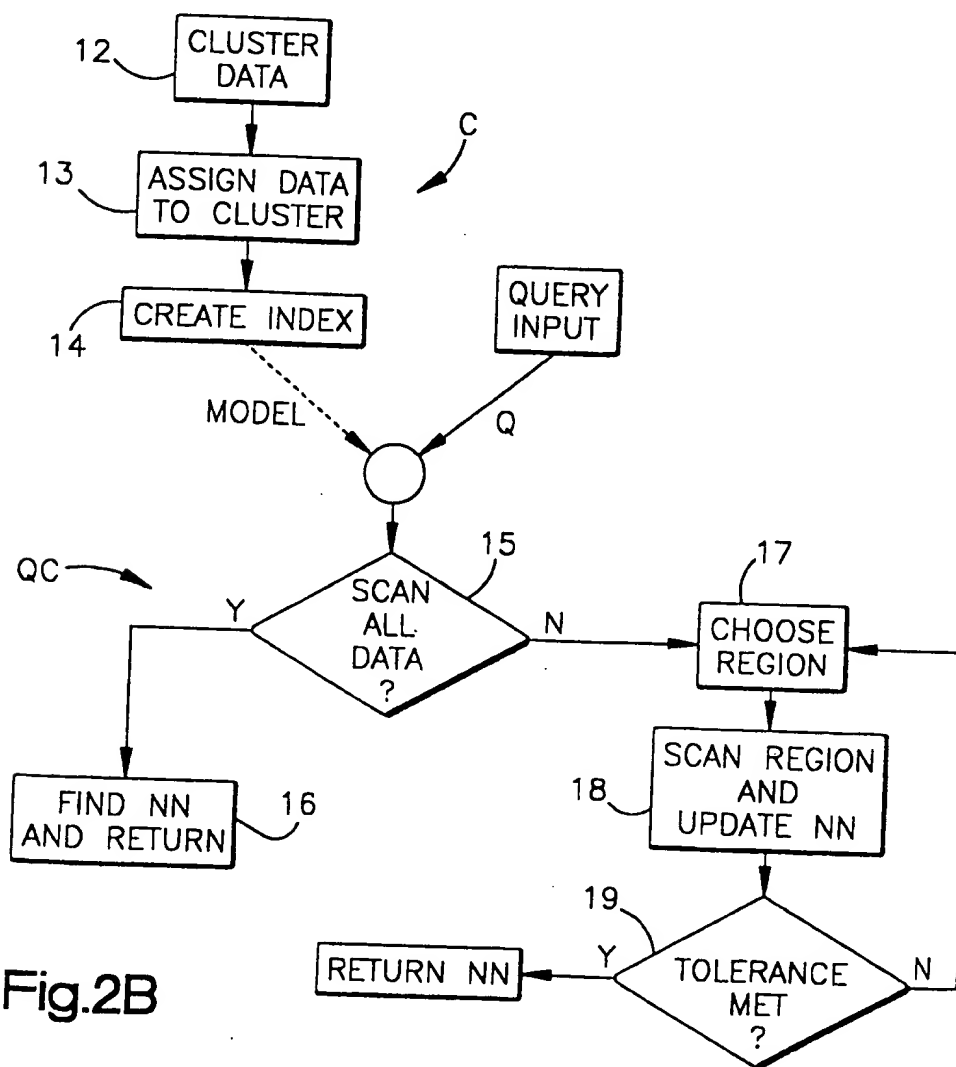 12
CLUSTER
DATA
C
13
ASSIGN DATA
TO CLUSTER
14
CREATE INDEX
QUERY
INPUT
MODEL
Q
QC
15
SCAN
ALL
DATA
?
Y
N
17
CHOOSE
REGION
FIND NN
AND RETURN
16
18
SCAN REGION
AND
UPDATE NN
19
TOLERANCE
MET
?
Y
N
RETURN NN
Fig.2B